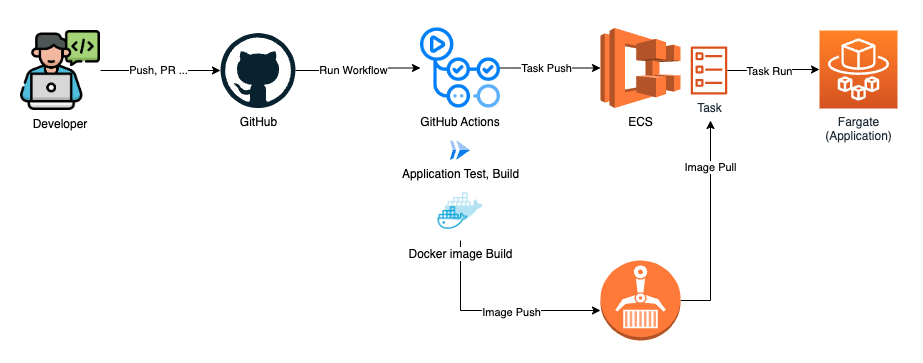 Push, PR ...
Run Workflow
Task Push
Task Run
Developer
GitHub
GitHub Actions
ECS
Task
Fargate
(Application)
Application Test, Build
Image Pull
Docker image Build
Image Push